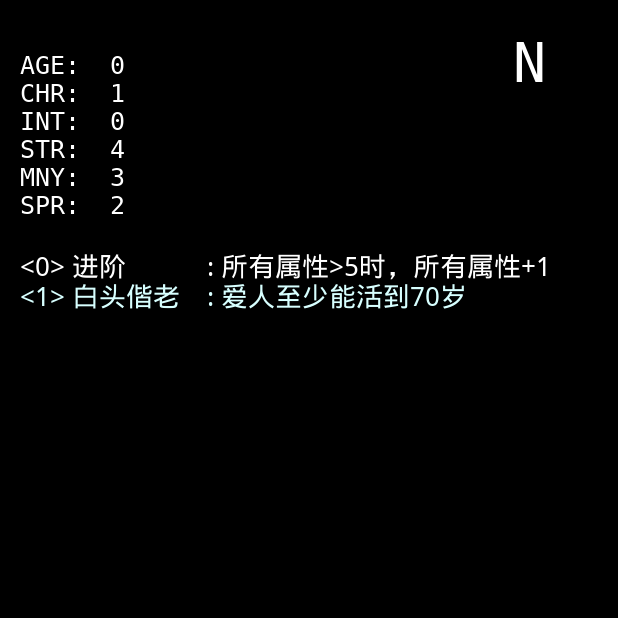 N
AGE: 0
CHR: 1
INT: 0
STR: 4
MNY: 3
SPR: 2
<0> 进阶 : 所有属性>5时，所有属性+1
<1> 白头偕老 : 爱人至少能活到70岁